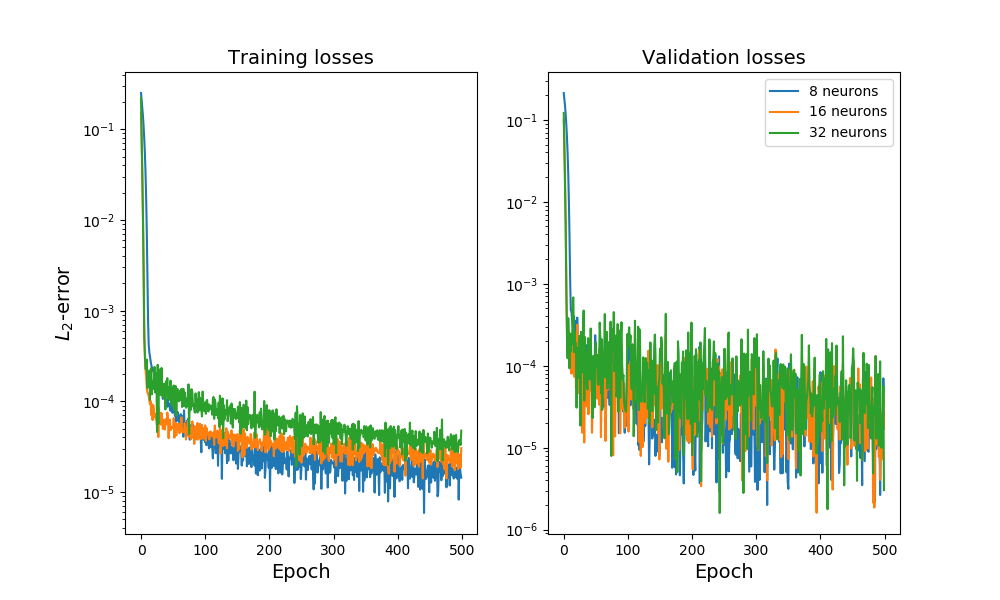 Training losses
10⁻¹
10⁻²
10⁻³
10⁻⁴
10⁻⁵
L₂-error
0 100 200 300 400 500
Epoch
Validation losses
8 neurons
16 neurons
32 neurons
10⁻¹
10⁻²
10⁻³
10⁻⁴
10⁻⁵
10⁻⁶
0 100 200 300 400 500
Epoch